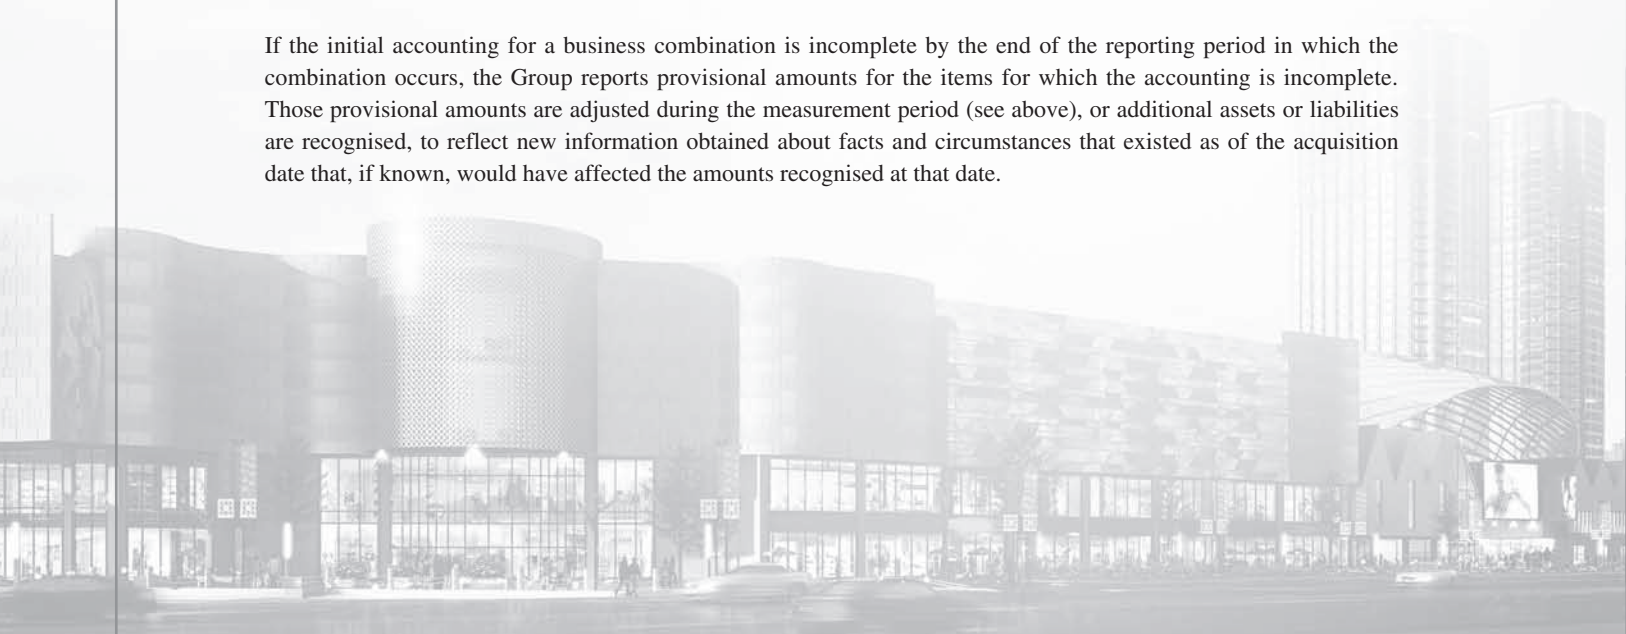 If the initial accounting for a business combination is incomplete by the end of the reporting period in which the
combination occurs, the Group reports provisional amounts for the items for which the accounting is incomplete.
Those provisional amounts are adjusted during the measurement period (see above), or additional assets or liabilities
are recognised, to reflect new information obtained about facts and circumstances that existed as of the acquisition
date that, if known, would have affected the amounts recognised at that date.